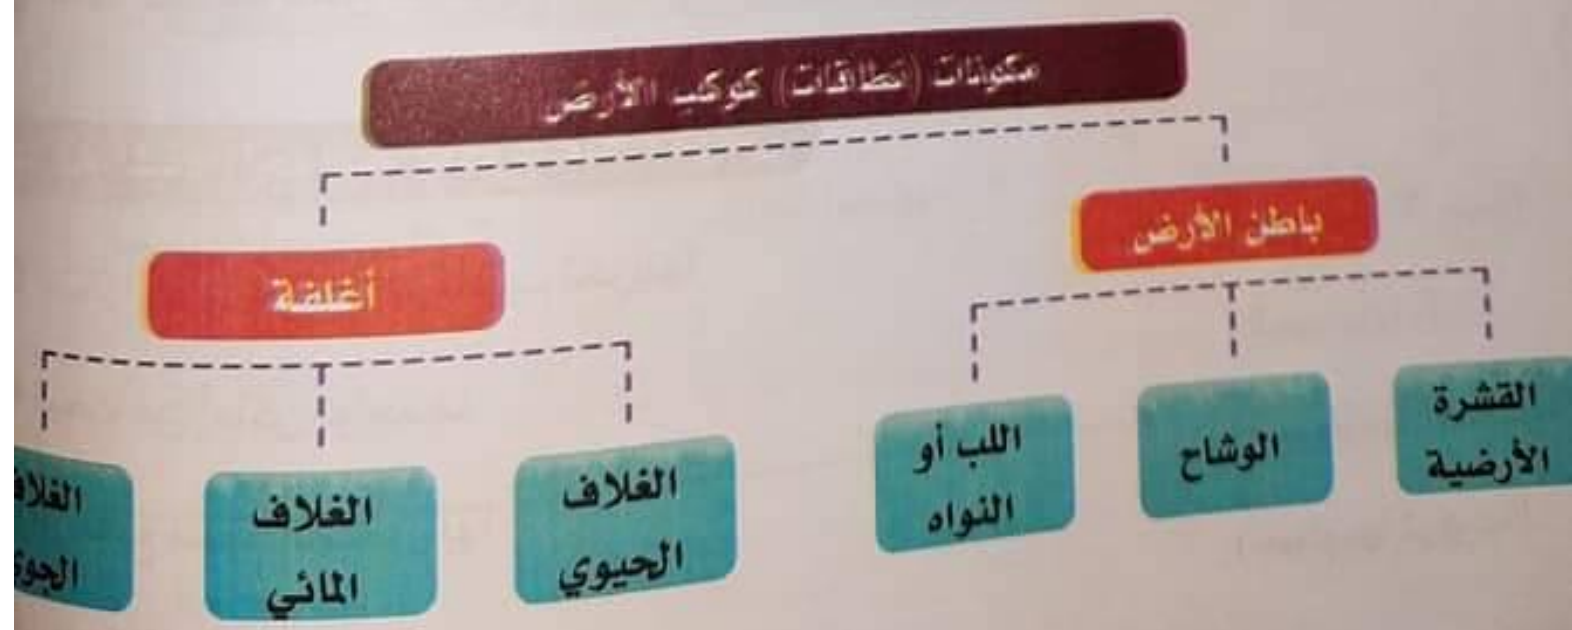 مكونات (نطاقات) كوكب الأرض
باطن الأرض
أغلفة
القشرة
الأرضية
الوشاح
اللب أو
النواه
الغلاف
الحيوي
الغلاف
المائي